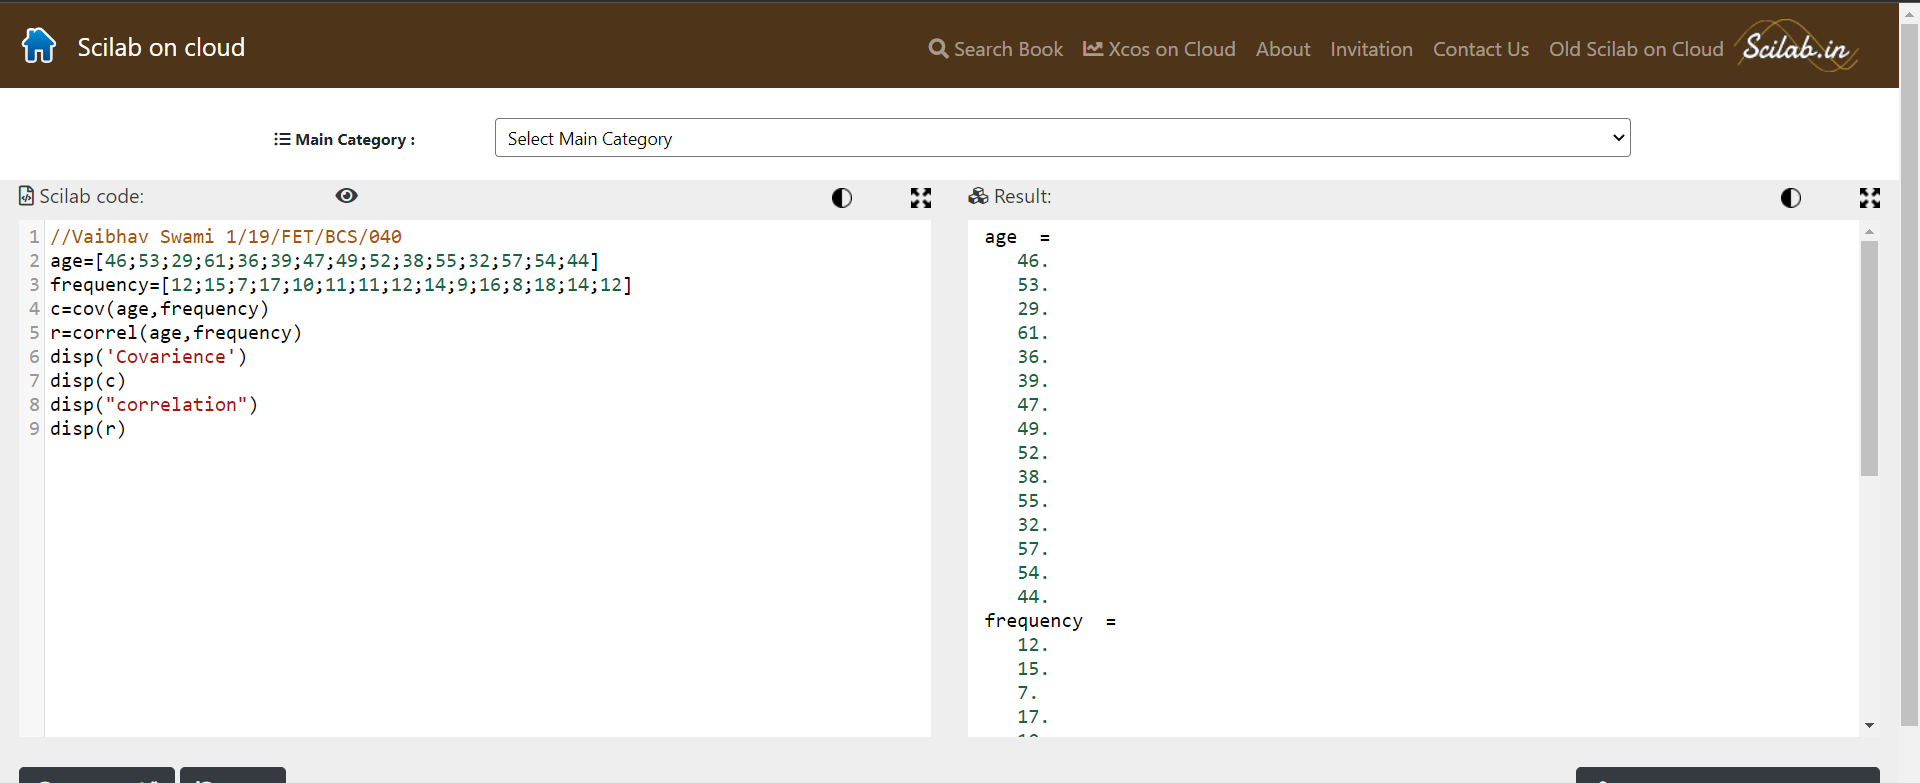 Scilab on cloud
Search Book Xcos on Cloud About Invitation Contact Us Old Scilab on Cloud Scilab.in
Main Category : Select Main Category
Scilab code:
1 //Vaibhav Swami 1/19/FET/BCS/040
2 age=[46;53;29;61;36;39;47;49;52;38;55;32;57;54;44]
3 frequency=[12;15;7;17;10;11;11;12;14;9;16;8;18;14;12]
4 c=cov(age,frequency)
5 r=correl(age,frequency)
6 disp('Covarience')
7 disp(c)
8 disp("correlation")
9 disp(r)
Result:
age =
46.
53.
29.
61.
36.
39.
47.
49.
52.
38.
55.
32.
57.
54.
44.
frequency =
12.
15.
7.
17.